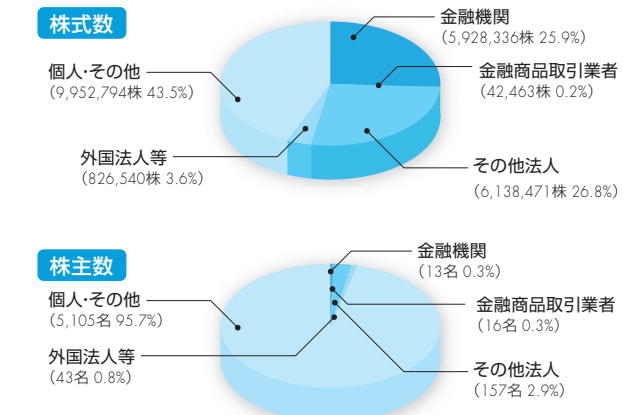 株式数
金融機関
（5,928,336株 25.9%）
金融商品取引業者
（42,463株 0.2%）
その他法人
（6,138,471株 26.8%）
外国法人等
（826,540株 3.6%）
個人・その他
（9,952,794株 43.5%）
株主数
金融機関
（13名 0.3%）
金融商品取引業者
（16名 0.3%）
その他法人
（157名 2.9%）
外国法人等
（43名 0.8%）
個人・その他
（5,105名 95.7%）